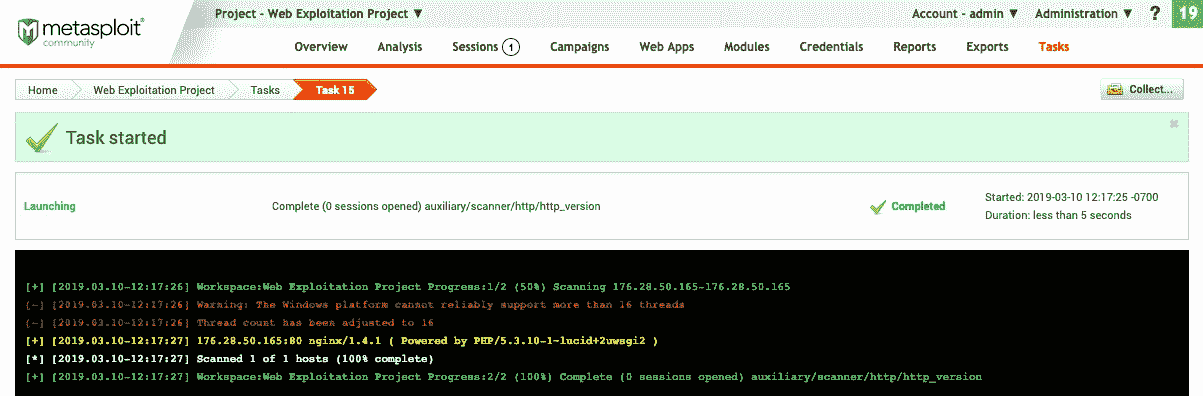 metasploit®
community
Project - Web Exploitation Project ▼
Account - admin ▼ Administration ▼ ? 19
Overview Analysis Sessions 1 Campaigns Web Apps Modules Credentials Reports Exports Tasks
Home Web Exploitation Project Tasks Task 15 Collect...
Task started
Launching Complete (0 sessions opened) auxiliary/scanner/http/http_version Completed Started: 2019-03-10 12:17:25 -0700
Duration: less than 5 seconds
[+] [2019.03.10-12:17:26] Workspace:Web Exploitation Project Progress:1/2 (50%) Scanning 176.28.50.165-176.28.50.165
[-] [2019.03.10-12:17:26] Warning: The Windows platform cannot reliably support more than 16 threads
[-] [2019.03.10-12:17:26] Thread count has been adjusted to 16
[+] [2019.03.10-12:17:27] 176.28.50.165:80 nginx/1.4.1 ( Powered by PHP/5.3.10-1~lucid+2uwsgi2 )
[*] [2019.03.10-12:17:27] Scanned 1 of 1 hosts (100% complete)
[+] [2019.03.10-12:17:27] Workspace:Web Exploitation Project Progress:2/2 (100%) Complete (0 sessions opened) auxiliary/scanner/http/http_version